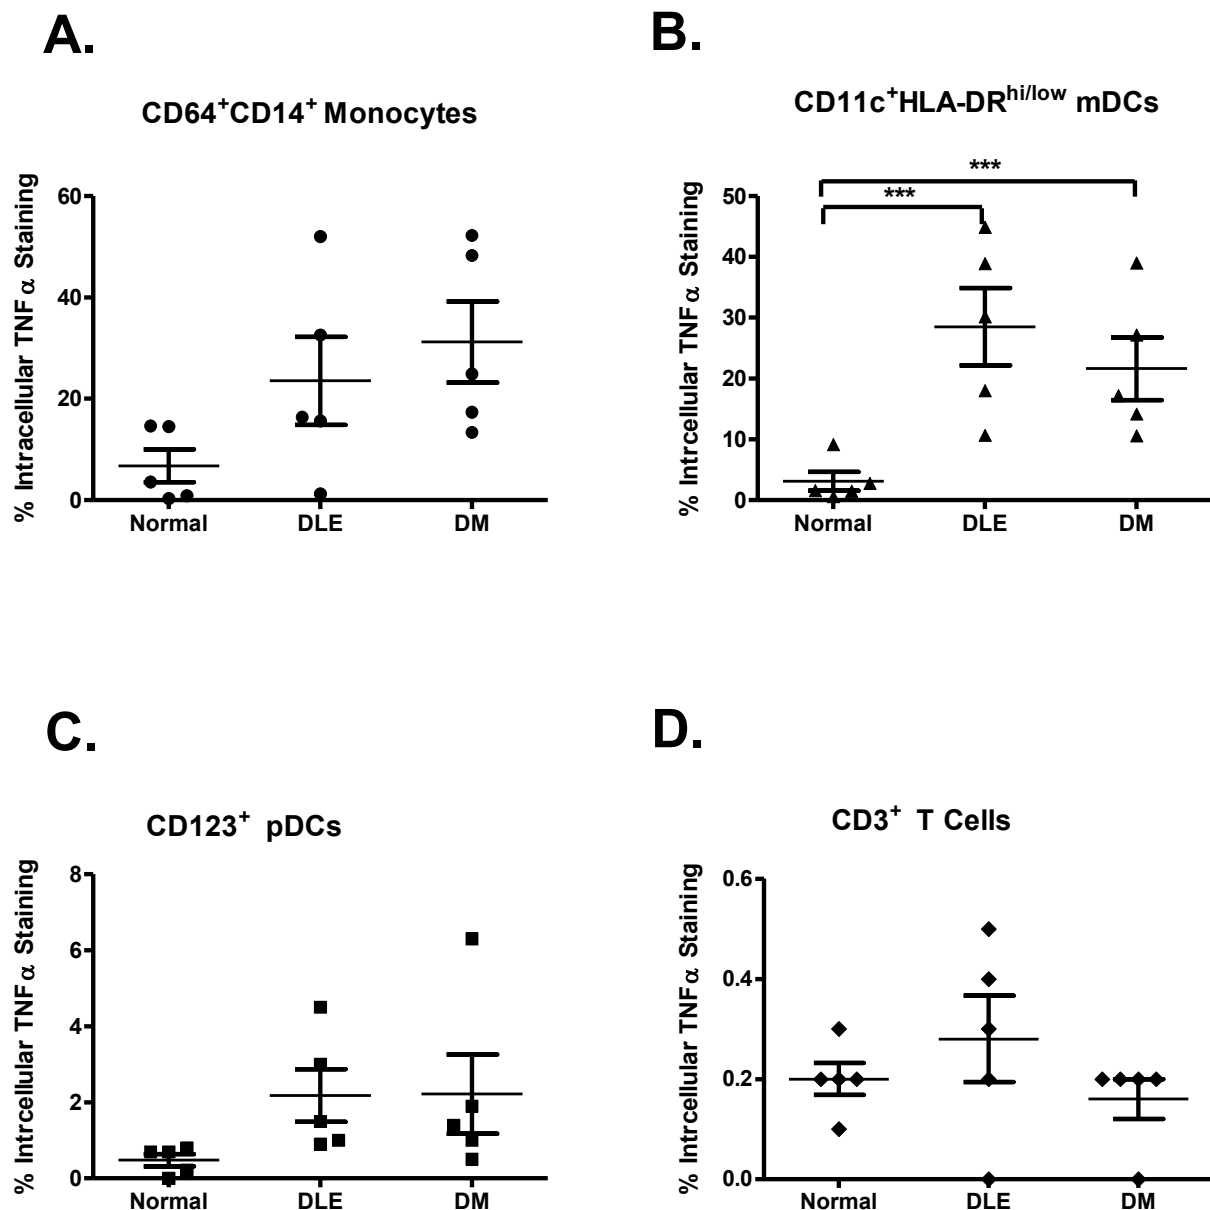 A.
CD64⁺CD14⁺ Monocytes
% Intracellular TNFα Staining
60
40
20
0
Normal DLE DM
B.
CD11c⁺HLA-DRʰⁱ/ˡᵒʷ mDCs
% Intrcellular TNFα Staining
***
***
50
40
30
20
10
0
Normal DLE DM
C.
CD123⁺ pDCs
% Intrcellular TNFα Staining
8
6
4
2
0
Normal DLE DM
D.
CD3⁺ T Cells
% Intrcellular TNFα Staining
0.6
0.4
0.2
0.0
Normal DLE DM